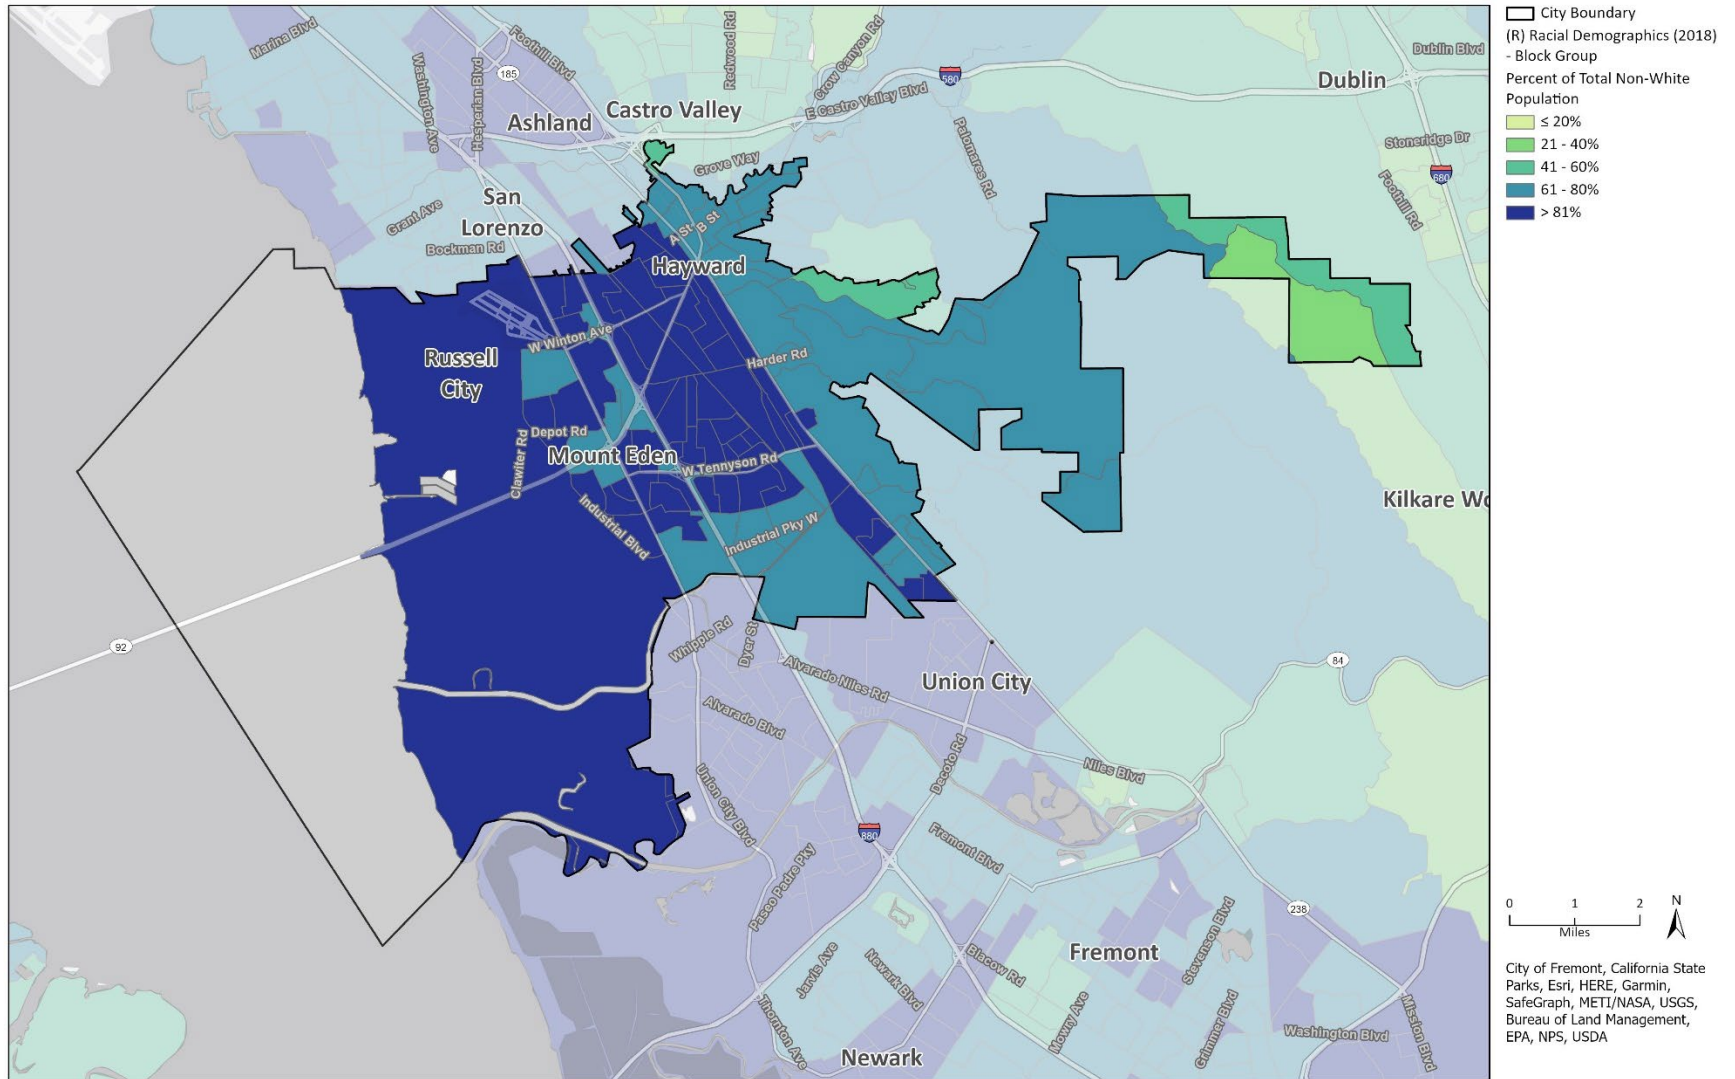 Marina Blvd
Foothill Blvd
Redwood Rd
Crow Canyon Rd
Washington Ave
Hesperian Blvd
185
580
Dublin Blvd
Dublin
Castro Valley
E Castro Valley Blvd
Ashland
Palomares Rd
Stoneridge Dr
Grove Way
680
Foothill Rd
San
Lorenzo
Grant Ave
Bockman Rd
A St
B St
Hayward
W Winton Ave
Russell
City
Harder Rd
Depot Rd
Clawiter Rd
Mount Eden
W Tennyson Rd
Kilkare Wo
Industrial Blvd
Industrial Pky W
92
Whipple Rd
Dyer St
84
Alvarado Niles Rd
Union City
Alvarado Blvd
Decoto Rd
Niles Blvd
Union City Blvd
880
Fremont Blvd
Paseo Padre Pky
238
Stevenson Blvd
Fremont
Blacow Rd
Jarvis Ave
Newark Blvd
Mowry Ave
Grimmer Blvd
Thornton Ave
Washington Blvd
Mission Blvd
Newark
City Boundary
(R) Racial Demographics (2018)
- Block Group
Percent of Total Non-White
Population
≤ 20%
21 - 40%
41 - 60%
61 - 80%
> 81%
0 1 2
Miles
N
City of Fremont, California State
Parks, Esri, HERE, Garmin,
SafeGraph, METI/NASA, USGS,
Bureau of Land Management,
EPA, NPS, USDA